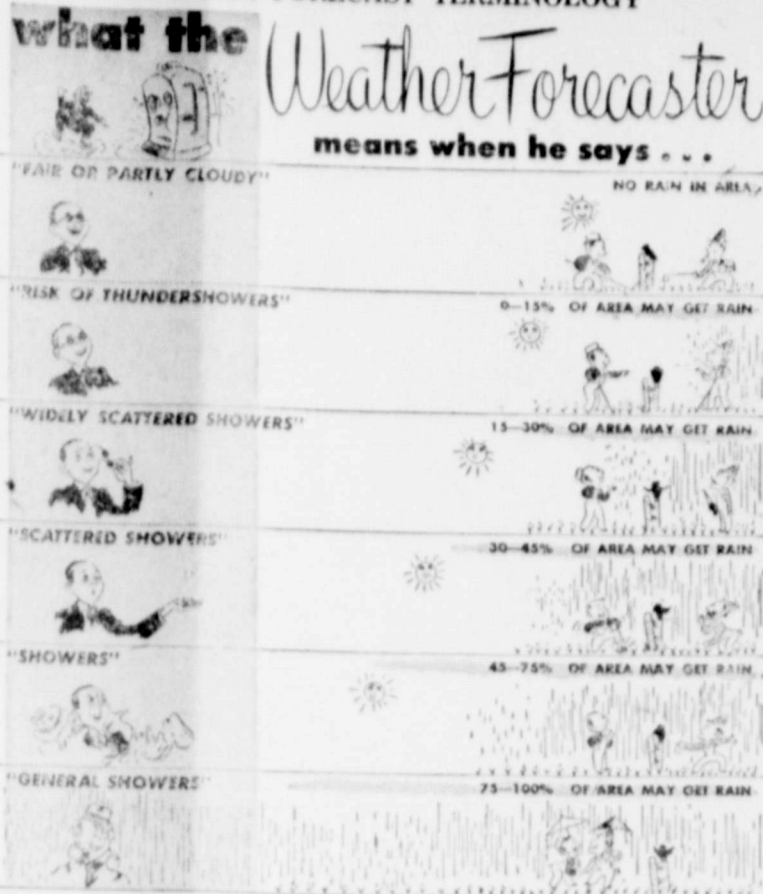 FORECAST TERMINOLOGY
what the
Weather Forecaster
means when he says . . .
"FAIR OR PARTLY CLOUDY"
NO RAIN IN AREA
"RISK OF THUNDERSHOWERS"
0—15% OF AREA MAY GET RAIN
"WIDELY SCATTERED SHOWERS"
15—30% OF AREA MAY GET RAIN
"SCATTERED SHOWERS"
30—45% OF AREA MAY GET RAIN
"SHOWERS"
45—75% OF AREA MAY GET RAIN
"GENERAL SHOWERS"
75—100% OF AREA MAY GET RAIN